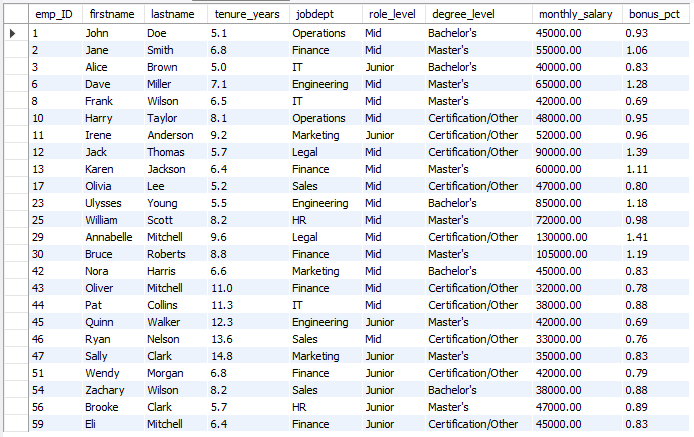 emp_ID firstname lastname tenure_years jobdept role_level degree_level monthly_salary bonus_pct
1 John Doe 5.1 Operations Mid Bachelor's 45000.00 0.93
2 Jane Smith 6.8 Finance Mid Master's 55000.00 1.06
3 Alice Brown 5.0 IT Junior Bachelor's 40000.00 0.83
6 Dave Miller 7.1 Engineering Mid Master's 65000.00 1.28
8 Frank Wilson 6.5 IT Mid Master's 42000.00 0.69
10 Harry Taylor 8.1 Operations Mid Certification/Other 48000.00 0.95
11 Irene Anderson 9.2 Marketing Junior Certification/Other 52000.00 0.96
12 Jack Thomas 5.7 Legal Mid Certification/Other 90000.00 1.39
13 Karen Jackson 6.4 Finance Mid Master's 60000.00 1.11
17 Olivia Lee 5.2 Sales Mid Certification/Other 47000.00 0.80
23 Ulysses Young 5.5 Engineering Mid Bachelor's 85000.00 1.18
25 William Scott 8.2 HR Mid Master's 72000.00 0.98
29 Annabelle Mitchell 9.6 Legal Mid Certification/Other 130000.00 1.41
30 Bruce Roberts 8.8 Finance Mid Master's 105000.00 1.19
42 Nora Harris 6.6 Marketing Mid Bachelor's 45000.00 0.83
43 Oliver Mitchell 11.0 Finance Mid Certification/Other 32000.00 0.78
44 Pat Collins 11.3 IT Mid Certification/Other 38000.00 0.88
45 Quinn Walker 12.3 Engineering Junior Master's 42000.00 0.69
46 Ryan Nelson 13.6 Sales Mid Certification/Other 33000.00 0.76
47 Sally Clark 14.8 Marketing Junior Master's 35000.00 0.83
51 Wendy Morgan 6.8 Finance Junior Certification/Other 42000.00 0.79
54 Zachary Wilson 8.2 Sales Junior Bachelor's 38000.00 0.88
56 Brooke Clark 5.7 HR Junior Master's 47000.00 0.89
59 Eli Mitchell 6.4 Finance Junior Certification/Other 45000.00 0.83